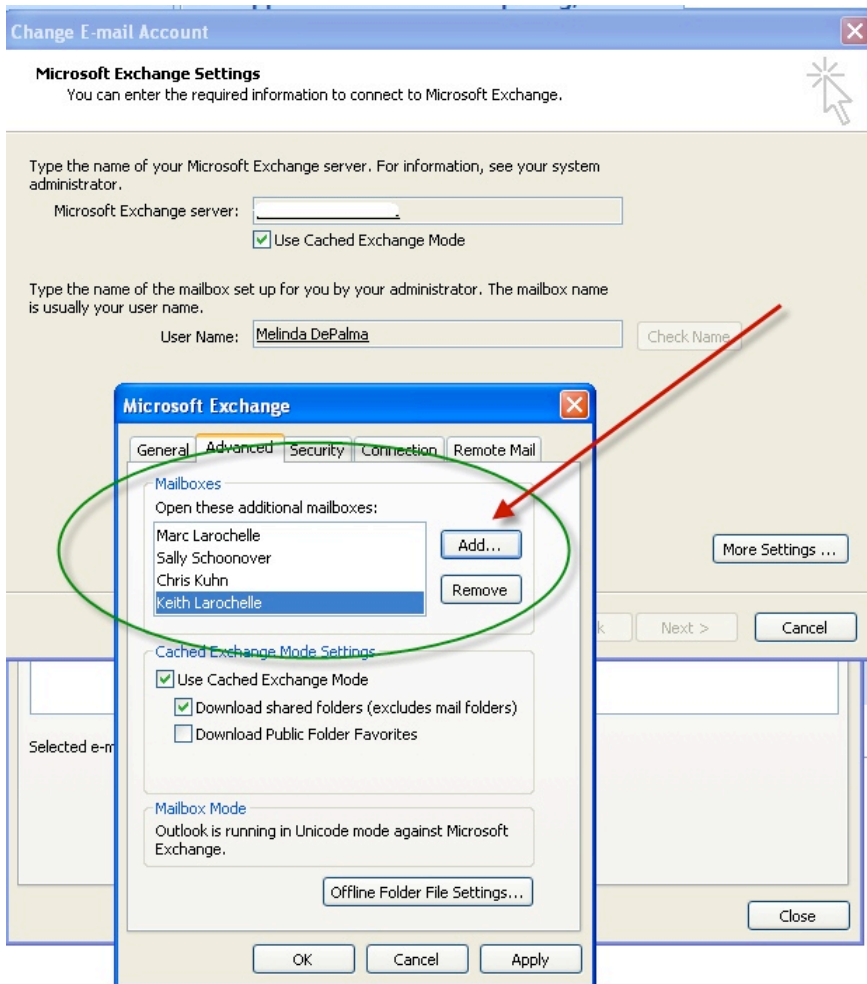 Change E-mail Account
Microsoft Exchange Settings
You can enter the required information to connect to Microsoft Exchange.
Type the name of your Microsoft Exchange server. For information, see your system
administrator.
Microsoft Exchange server:
Use Cached Exchange Mode
Type the name of the mailbox set up for you by your administrator. The mailbox name
is usually your user name.
User Name: Melinda DePalma Check Name
Microsoft Exchange
General Advanced Security Connection Remote Mail
Mailboxes
Open these additional mailboxes:
Marc Larochelle
Sally Schoonover
Chris Kuhn
Keith Larochelle
Add...
Remove
More Settings ...
Next > Cancel
Cached Exchange Mode Settings
Use Cached Exchange Mode
Download shared folders (excludes mail folders)
Download Public Folder Favorites
Selected
Mailbox Mode
Outlook is running in Unicode mode against Microsoft
Exchange.
Offline Folder File Settings...
Close
OK Cancel Apply